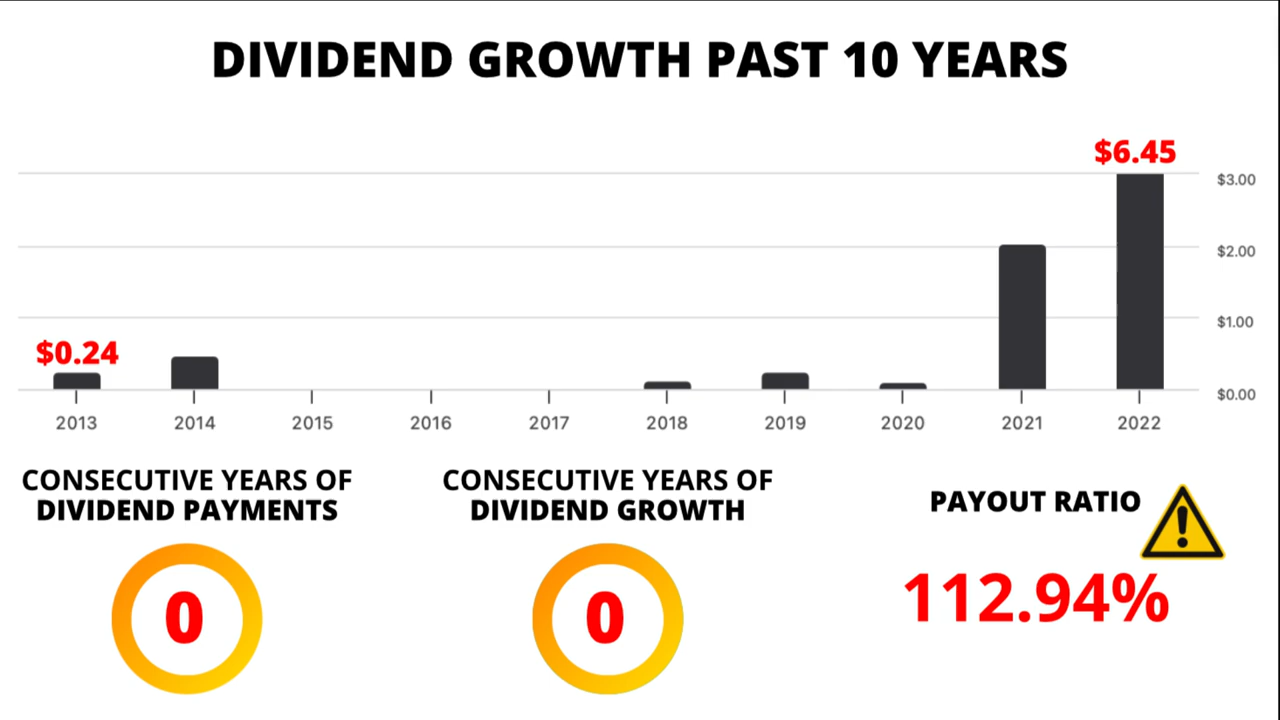 DIVIDEND GROWTH PAST 10 YEARS
$6.45
$3.00
$2.00
$1.00
$0.24
$0.00
2013 2014 2015 2016 2017 2018 2019 2020 2021 2022
CONSECUTIVE YEARS OF
DIVIDEND PAYMENTS
0
CONSECUTIVE YEARS OF
DIVIDEND GROWTH
0
PAYOUT RATIO
!
112.94%